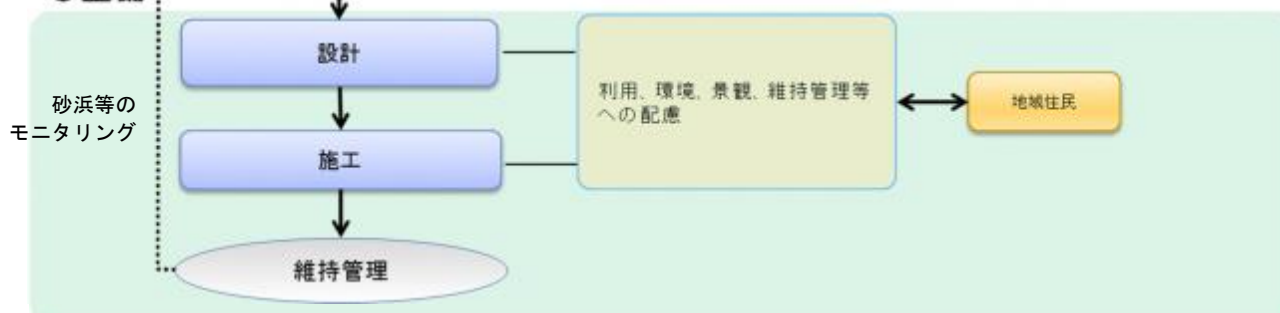 設計
利用、環境、景観、維持管理等
への配慮
地域住民
砂浜等の
モニタリング
施工
維持管理